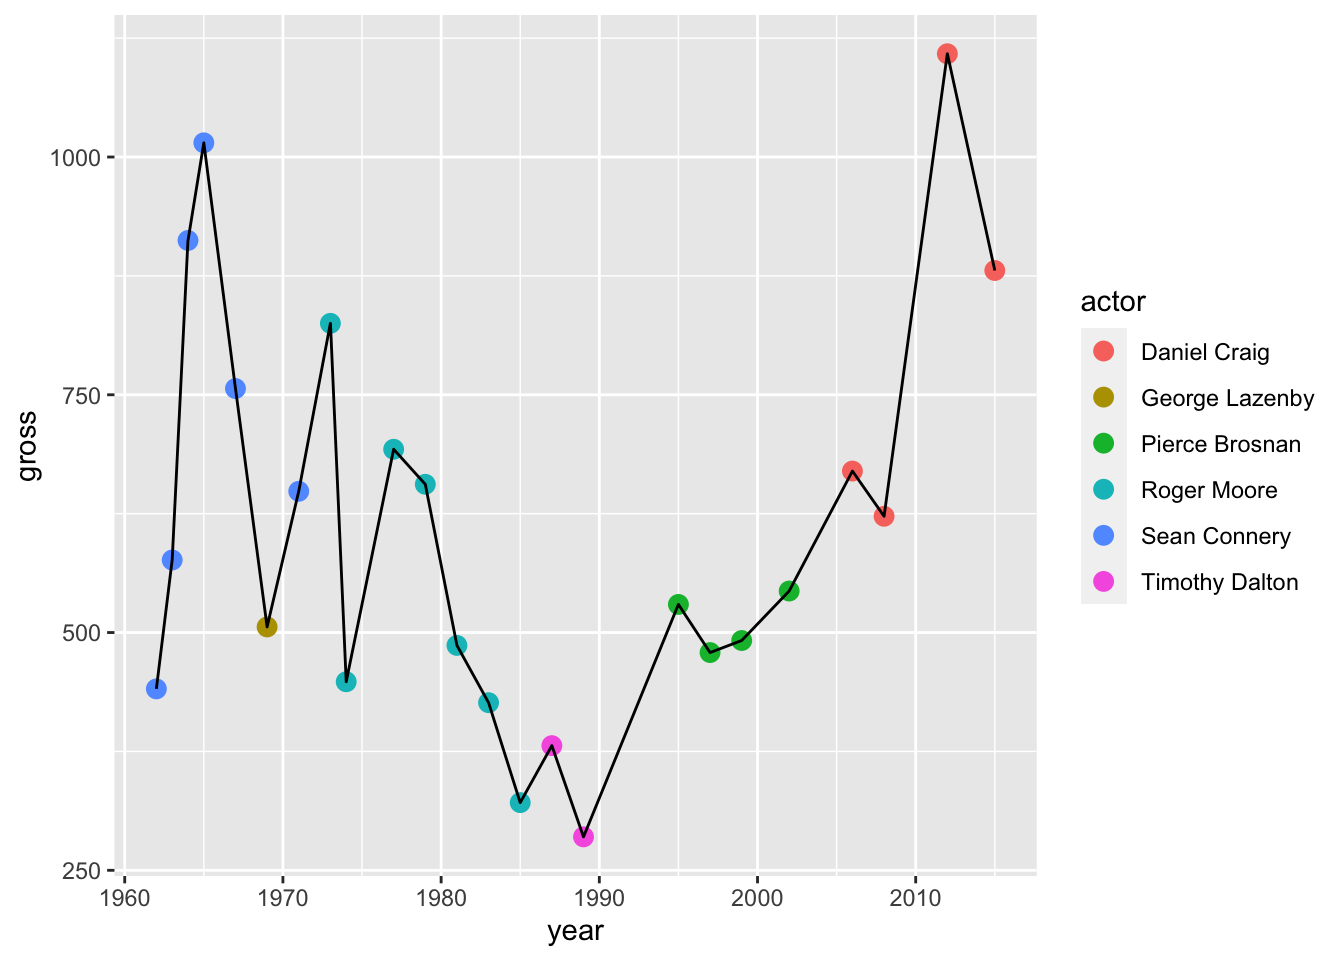 1000
750
500
250
gross
1960 1970 1980 1990 2000 2010
year
actor
Daniel Craig
George Lazenby
Pierce Brosnan
Roger Moore
Sean Connery
Timothy Dalton